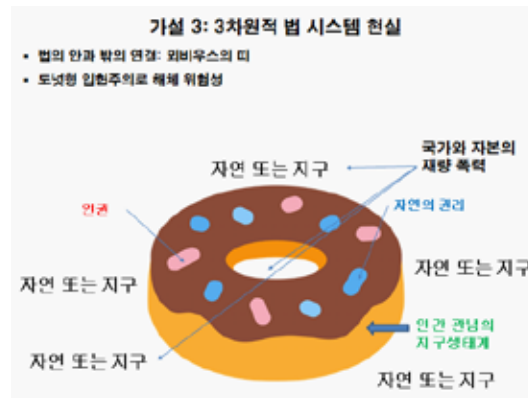 가설 3: 3차원적 법 시스템 현실
• 법의 안과 밖의 연결: 뫼비우스의 띠
• 도넛형 입헌주의로 해체 위험성
국가와 자본의
재량 폭력
자연 또는 지구
인권
자연의 권리
자연 또는 지구
자연 또는 지구
인간 관념의
지구생태계
자연 또는 지구
자연 또는 지구